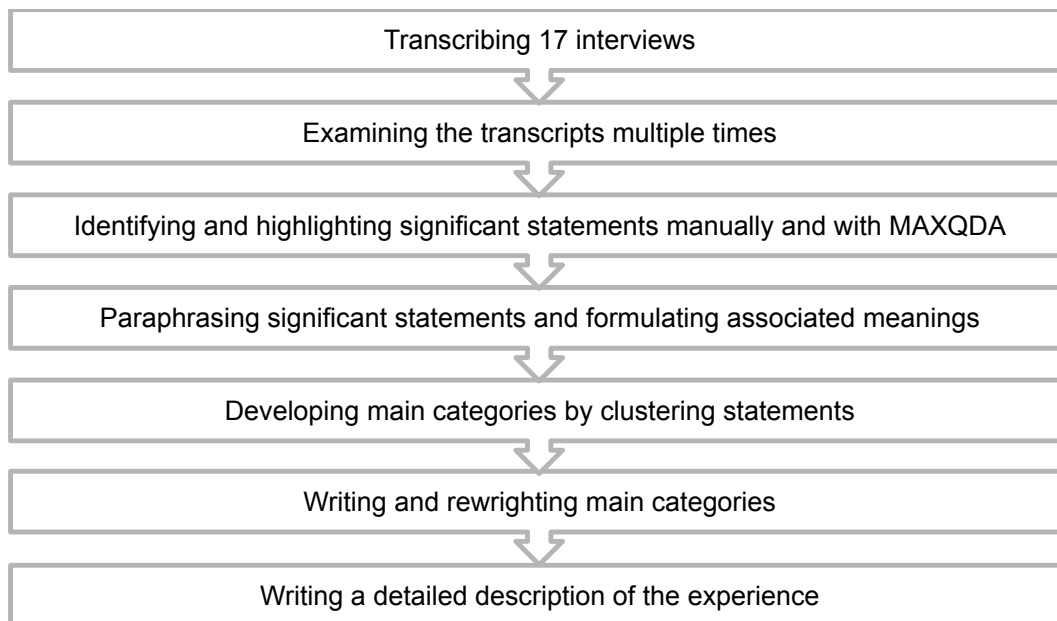 Transcribing 17 interviews
Examining the transcripts multiple times
Identifying and highlighting significant statements manually and with MAXQDA
Paraphrasing significant statements and formulating associated meanings
Developing main categories by clustering statements
Writing and rewrighting main categories
Writing a detailed description of the experience